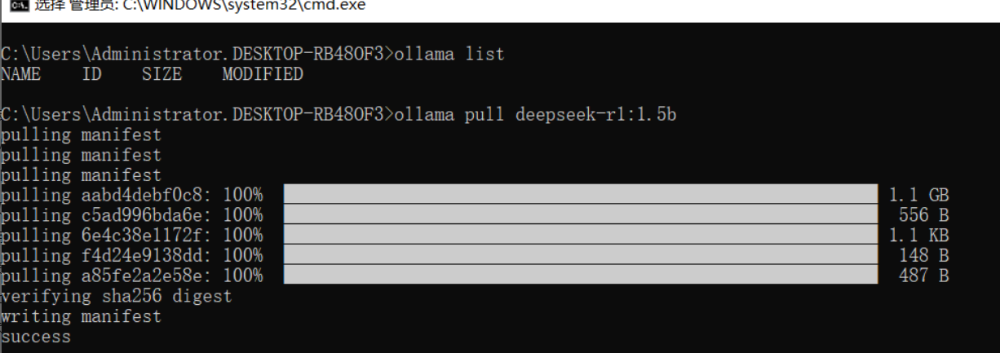 选择 管理员: C:\WINDOWS\system32\cmd.exe
C:\Users\Administrator.DESKTOP-RB48OF3>ollama list
NAME    ID    SIZE    MODIFIED
C:\Users\Administrator.DESKTOP-RB48OF3>ollama pull deepseek-r1:1.5b
pulling manifest
pulling manifest
pulling manifest
pulling aabd4debf0c8: 100% 1.1 GB
pulling c5ad996bda6e: 100% 556 B
pulling 6e4c38e1172f: 100% 1.1 KB
pulling f4d24e9138dd: 100% 148 B
pulling a85fe2a2e58e: 100% 487 B
verifying sha256 digest
writing manifest
success